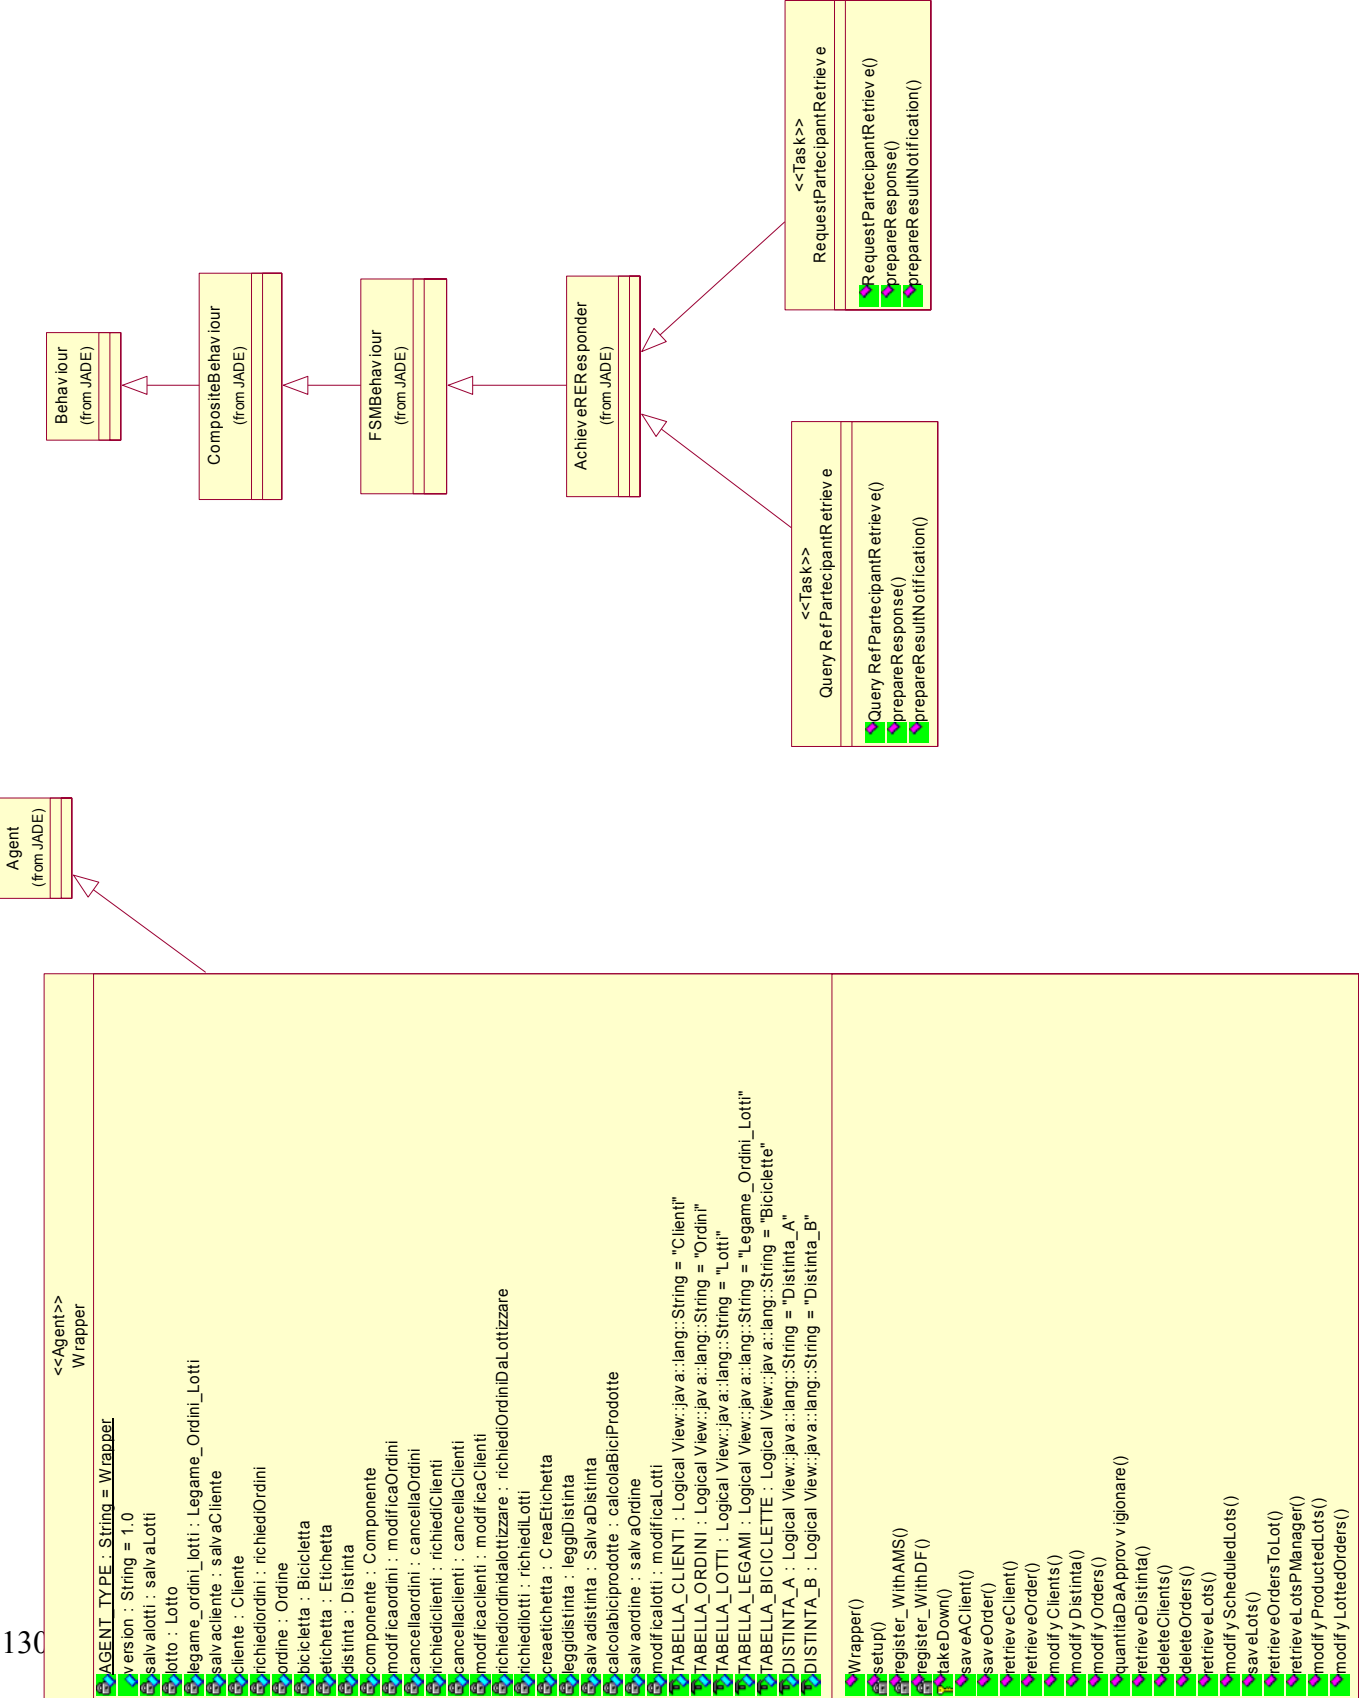 130
Agent
(from JADE)
<<Agent>>
Wrapper
AGENT_TYPE : String = Wrapper
version : String = 1.0
salvalotti : salvaLotti
lotto : Lotto
legame_ordini_lotti : Legame_Ordini_Lotti
salvacliente : salvaCliente
cliente : Cliente
richiediordini : richiediOrdini
ordine : Ordine
bicicletta : Bicicletta
etichetta : Etichetta
distinta : Distinta
componente : Componente
modificaordini : modificaOrdini
cancellaordini : cancellaOrdini
richiediclienti : richiediClienti
cancellaclienti : cancellaClienti
modificaclienti : modificaClienti
richiediordinidalottizzare : richiediOrdiniDaLottizzare
richiedilotti : richiediLotti
creaetichetta : CreaEtichetta
leggidistinta : leggiDistinta
salvadistinta : SalvaDistinta
calcolabiciprodotte : calcolaBiciProdotte
salvaordine : salvaOrdine
modificalotti : modificaLotti
TABELLA_CLIENTI : Logical View::java::lang::String = "Clienti"
TABELLA_ORDINI : Logical View::java::lang::String = "Ordini"
TABELLA_LOTTI : Logical View::java::lang::String = "Lotti"
TABELLA_LEGAMI : Logical View::java::lang::String = "Legame_Ordini_Lotti"
TABELLA_BICICLETTE : Logical View::java::lang::String = "Biciclette"
DISTINTA_A : Logical View::java::lang::String = "Distinta_A"
DISTINTA_B : Logical View::java::lang::String = "Distinta_B"
Wrapper()
setup()
register_WithAMS()
register_WithDF()
takeDown()
saveAClient()
saveOrder()
retrieveClient()
retrieveOrder()
modifyClients()
modifyDistinta()
modifyOrders()
quantitaDaApprovvigionare()
retrieveDistinta()
deleteClients()
deleteOrders()
retrieveLots()
modifyScheduledLots()
saveLots()
retrieveOrdersToLot()
retrieveLotsPManager()
modifyProductedLots()
modifyLottedOrders()
Behaviour
(from JADE)
CompositeBehaviour
(from JADE)
FSMBehaviour
(from JADE)
AchieveREResponder
(from JADE)
<<Task>>
QueryRefPartecipantRetrieve
QueryRefPartecipantRetrieve()
prepareResponse()
prepareResultNotification()
<<Task>>
RequestPartecipantRetrieve
RequestPartecipantRetrieve()
prepareResponse()
prepareResultNotification()